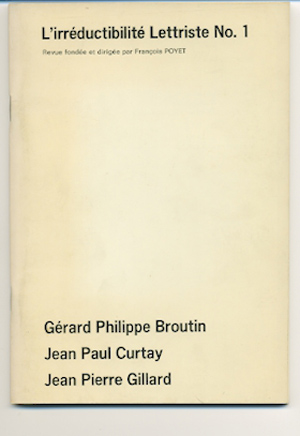 L'irréductibilité Lettriste No. 1
Revue fondée et dirigée par François POYET
Gérard Philippe Broutin
Jean Paul Curtay
Jean Pierre Gillard